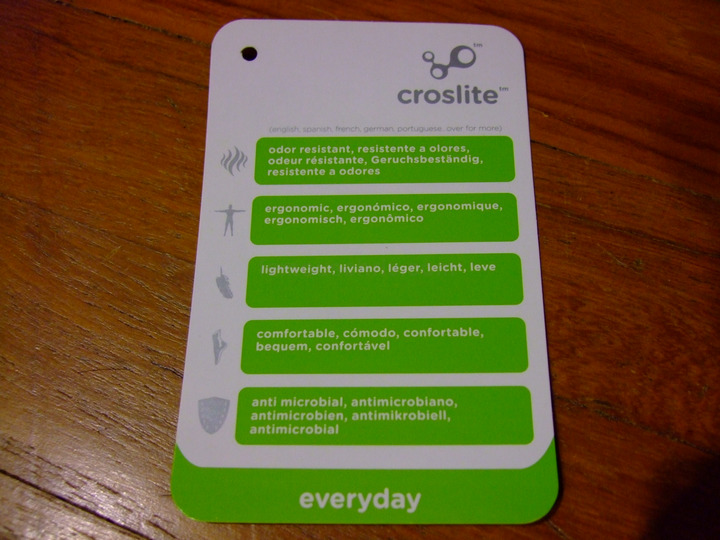 TM
croslite™
(english, spanish, french, german, portuguese. over for more)
odor resistant, resistente a olores,
odeur résistante, Geruchsbeständig,
resistente a odores
ergonomic, ergonómico, ergonomique,
ergonomisch, ergonômico
lightweight, liviano, léger, leicht, leve
comfortable, cómodo, confortable,
bequem, confortável
anti microbial, antimicrobiano,
antimicrobien, antimikrobiell,
antimicrobial
everyday